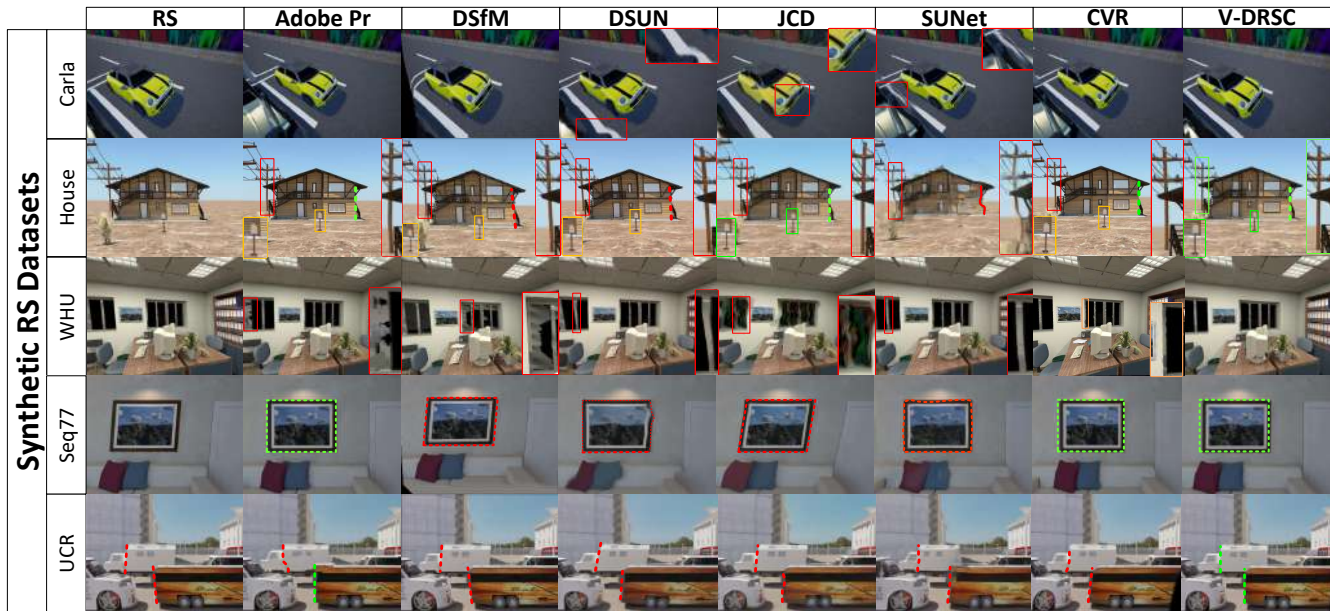 RS Adobe Pr DSfM DSUN JCD SUNet CVR V-DRSC
Synthetic RS Datasets
Carla
House
WHU
Seq77
UCR